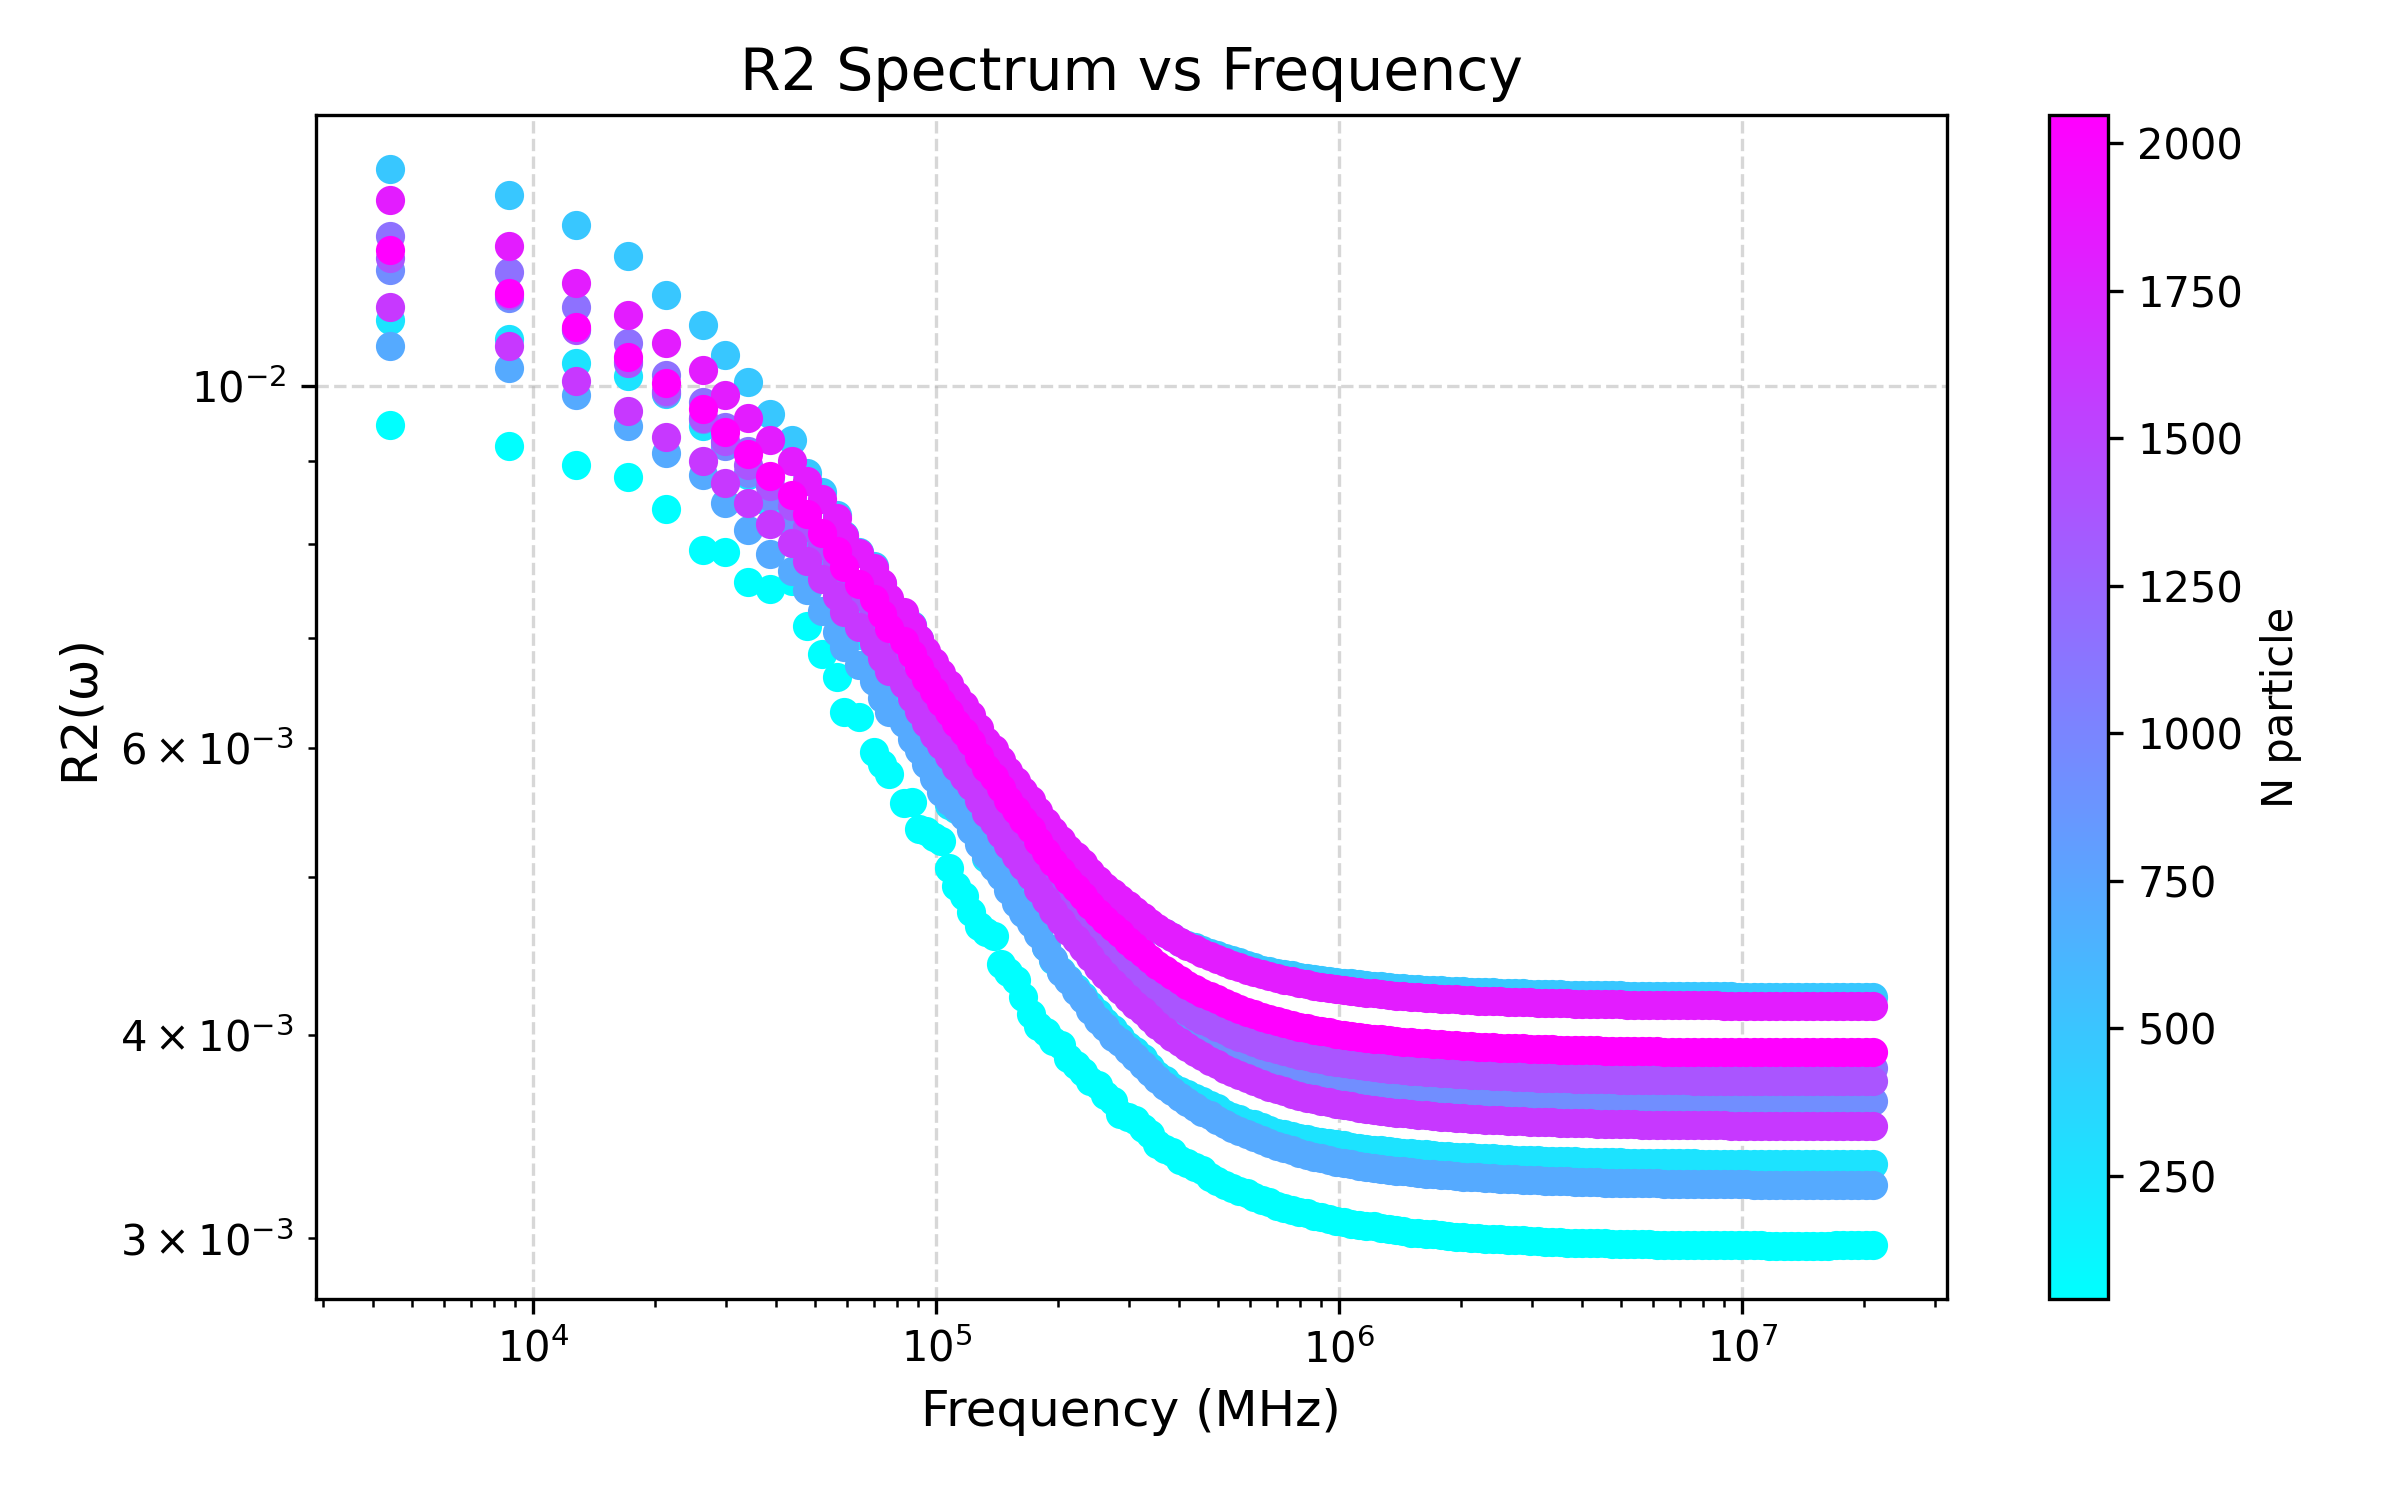 R2 Spectrum vs Frequency
R2(ω)
10⁻²
6 × 10⁻³
4 × 10⁻³
3 × 10⁻³
10⁴ 10⁵ 10⁶ 10⁷
Frequency (MHz)
2000
1750
1500
1250
1000
750
500
250
N particle